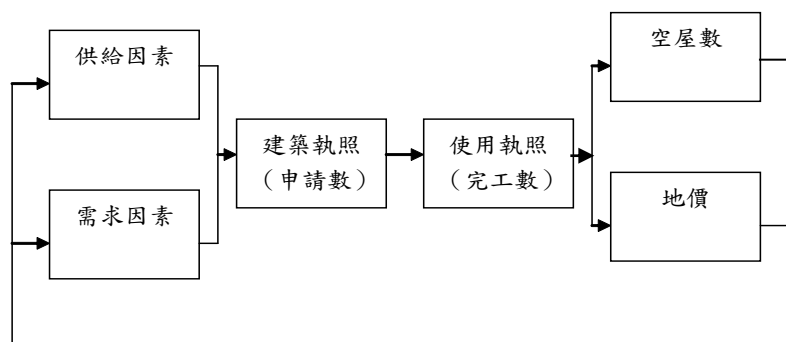 供給因素
需求因素
建築執照
（申請數）
使用執照
（完工數）
空屋數
地價